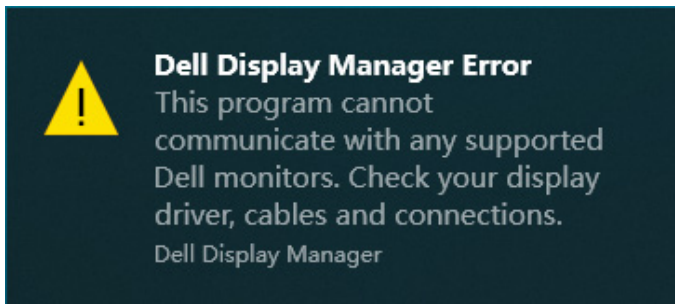 Dell Display Manager Error
This program cannot
communicate with any supported
Dell monitors. Check your display
driver, cables and connections.
Dell Display Manager